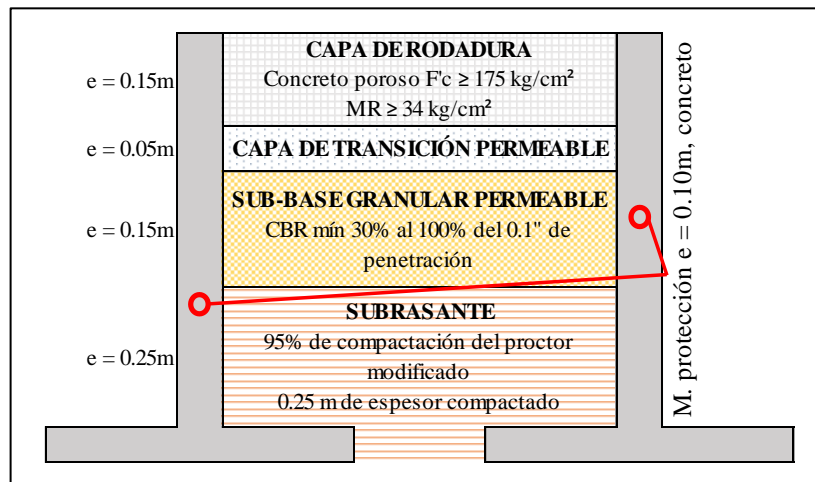 CAPA DE RODADURA
Concreto poroso F'c ≥ 175 kg/cm²
MR ≥ 34 kg/cm²
e = 0.15m
CAPA DE TRANSICIÓN PERMEABLE
e = 0.05m
SUB-BASE GRANULAR PERMEABLE
CBR mín 30% al 100% del 0.1" de
penetración
e = 0.15m
SUBRASANTE
95% de compactación del proctor
modificado
0.25 m de espesor compactado
e = 0.25m
M. protección e = 0.10m, concreto